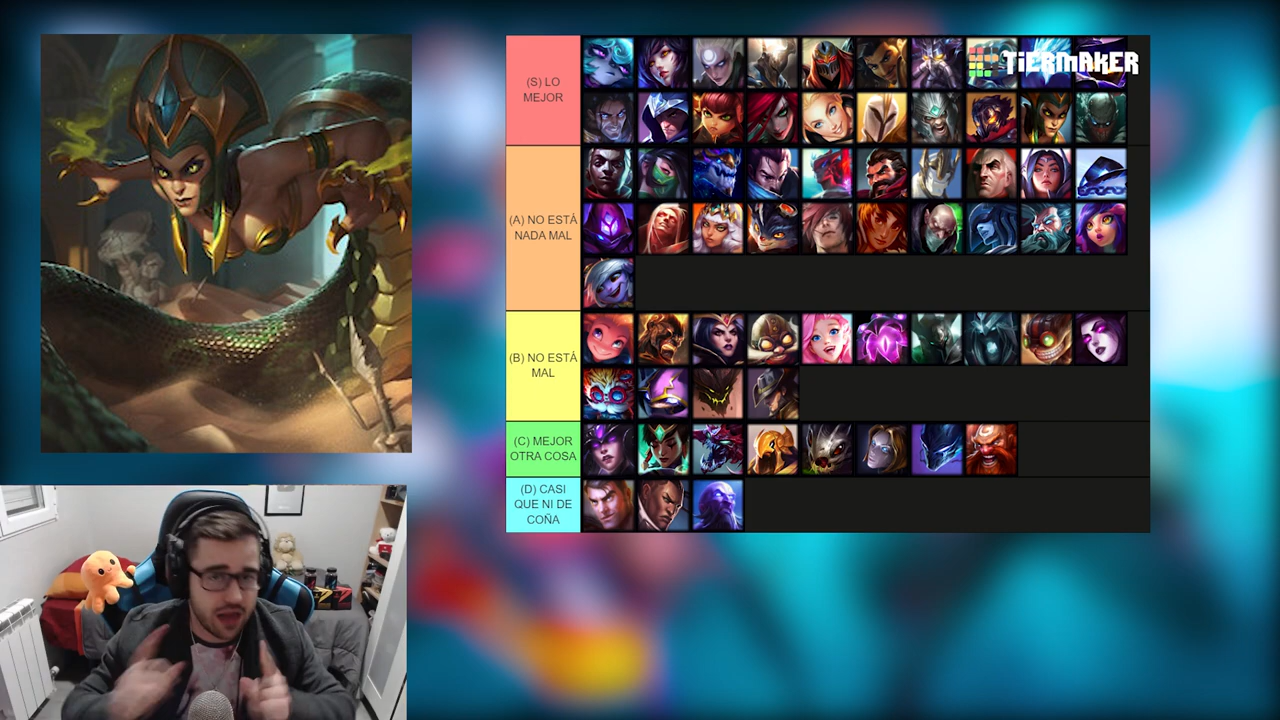 TIERMAKER
(S) LO
MEJOR
(A) NO ESTÁ
NADA MAL
(B) NO ESTÁ
MAL
(C) MEJOR
OTRA COSA
(D) CASI
QUE NI DE
COÑA